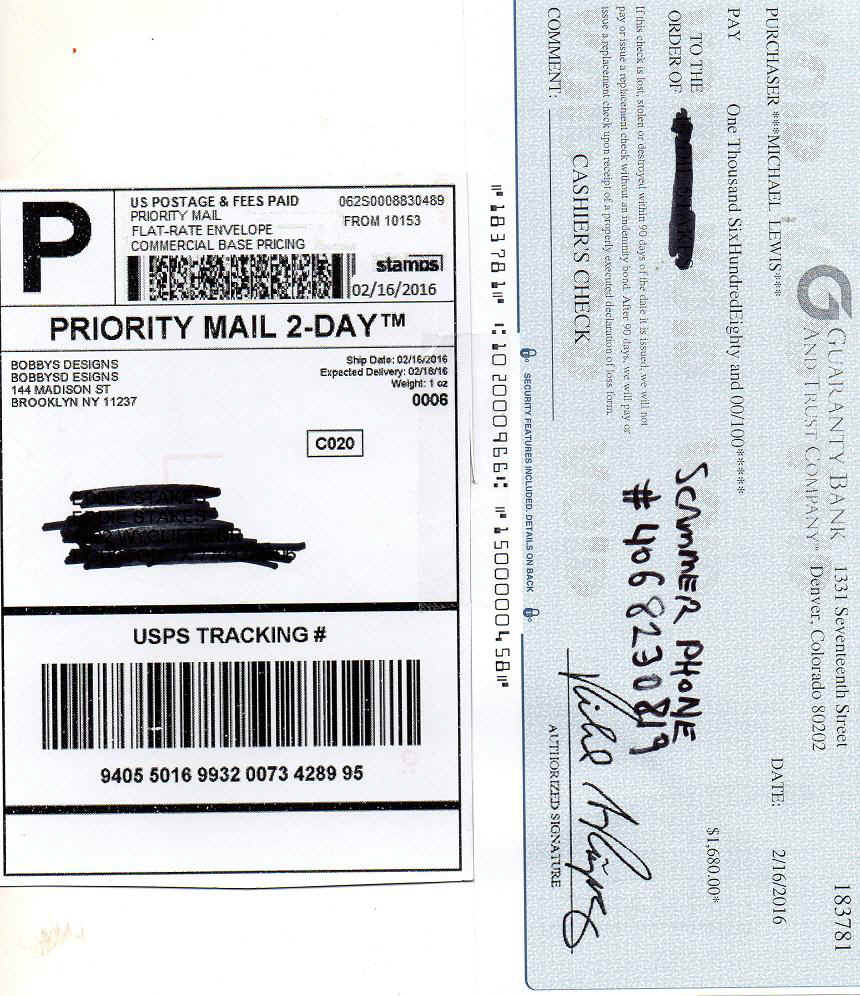 P
US POSTAGE & FEES PAID
PRIORITY MAIL
FLAT-RATE ENVELOPE
COMMERCIAL BASE PRICING
062S0008830489
FROM 10153
stamps
02/16/2016
PRIORITY MAIL 2-DAY™
BOBBYS DESIGNS
BOBBYSD ESIGNS
144 MADISON ST
BROOKLYN NY 11237
Ship Date: 02/16/2016
Expected Delivery: 02/18/16
Weight: 1 oz
0006
C020
USPS TRACKING #
9405 5016 9932 0073 4289 95
GUARANTY BANK
AND TRUST COMPANY™
1331 Seventeenth Street
Denver, Colorado 80202
183781
PURCHASER ***MICHAEL LEWIS***
DATE: 2/16/2016
PAY One Thousand SixHundredEighty and 00/100*****
$1,680.00*
TO THE
ORDER OF
SCAMMER PHONE
# 4068230819
If this check is lost, stolen or destroyed within 90 days of the date it is issued, we will not
pay or issue a replacement check without an indemnity bond. After 90 days, we will pay or
issue a replacement check upon receipt of a properly executed declaration of loss form.
CASHIER'S CHECK
COMMENT:
AUTHORIZED SIGNATURE
SECURITY FEATURES INCLUDED. DETAILS ON BACK
⑈183781⑈ ⑆102000966⑆ ⑈1500000458⑈